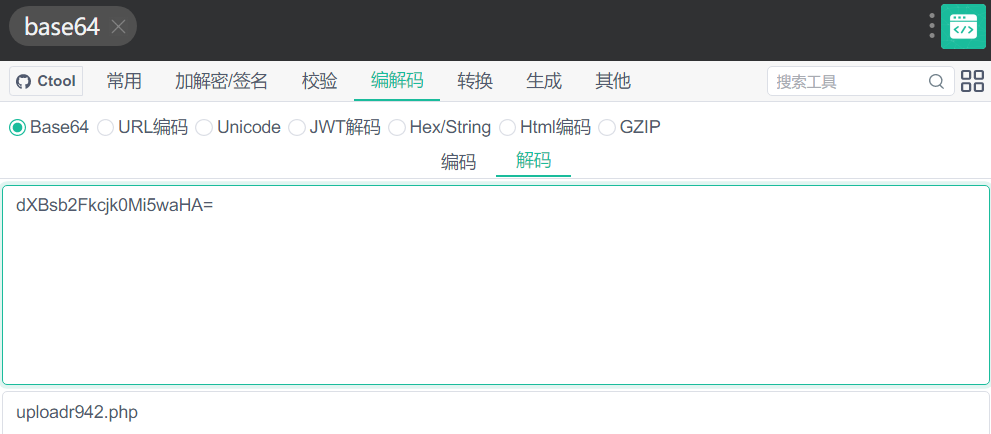 base64
Ctool 常用 加解密/签名 校验 编解码 转换 生成 其他 搜索工具
Base64 URL编码 Unicode JWT解码 Hex/String Html编码 GZIP
编码 解码
dXBsb2Fkcjk0Mi5waHA=
uploadr942.php